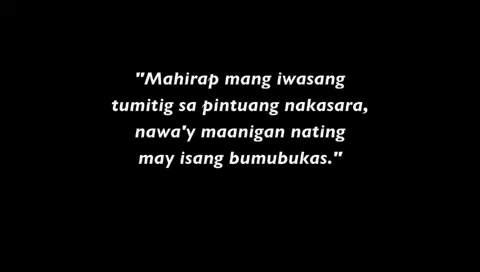 "Mahirap mang iwasang
tumitig sa pintuang nakasara,
nawa'y maanigan nating
may isang bumubukas."